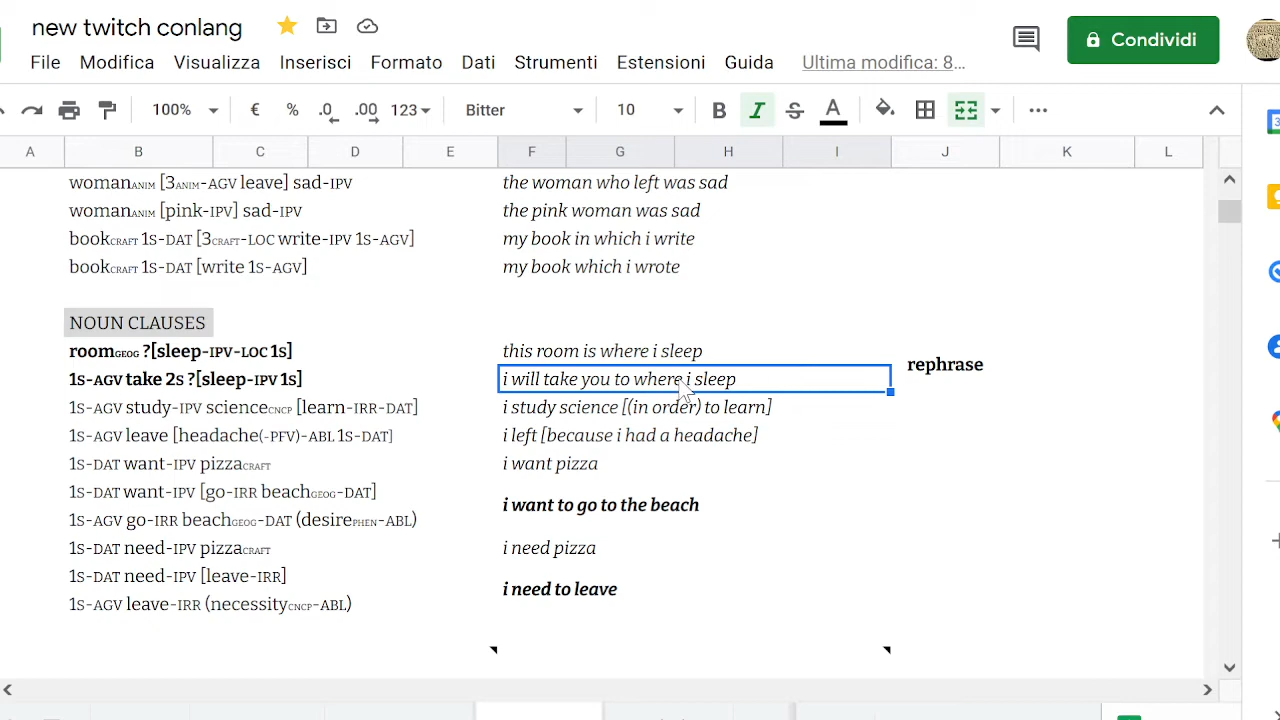 new twitch conlang
Condividi
File Modifica Visualizza Inserisci Formato Dati Strumenti Estensioni Guida Ultima modifica: 8…
100% € % .0 .00 123 Bitter 10 B I S A
A B C D E F G H I J K L
womanANIM [3ANIM-AGV leave] sad-IPV the woman who left was sad
womanANIM [pink-IPV] sad-IPV the pink woman was sad
bookCRAFT 1S-DAT [3CRAFT-LOC write-IPV 1S-AGV] my book in which i write
bookCRAFT 1S-DAT [write 1S-AGV] my book which i wrote
NOUN CLAUSES
roomGEOG ?[sleep-IPV-LOC 1S] this room is where i sleep
rephrase
1S-AGV take 2S ?[sleep-IPV 1S] i will take you to where i sleep
1S-AGV study-IPV scienceCNCP [learn-IRR-DAT] i study science [(in order) to learn]
1S-AGV leave [headache(-PFV)-ABL 1S-DAT] i left [because i had a headache]
1S-DAT want-IPV pizzaCRAFT i want pizza
1S-DAT want-IPV [go-IRR beachGEOG-DAT]
i want to go to the beach
1S-AGV go-IRR beachGEOG-DAT (desirePHEN-ABL)
1S-DAT need-IPV pizzaCRAFT i need pizza
1S-DAT need-IPV [leave-IRR]
i need to leave
1S-AGV leave-IRR (necessityCNCP-ABL)